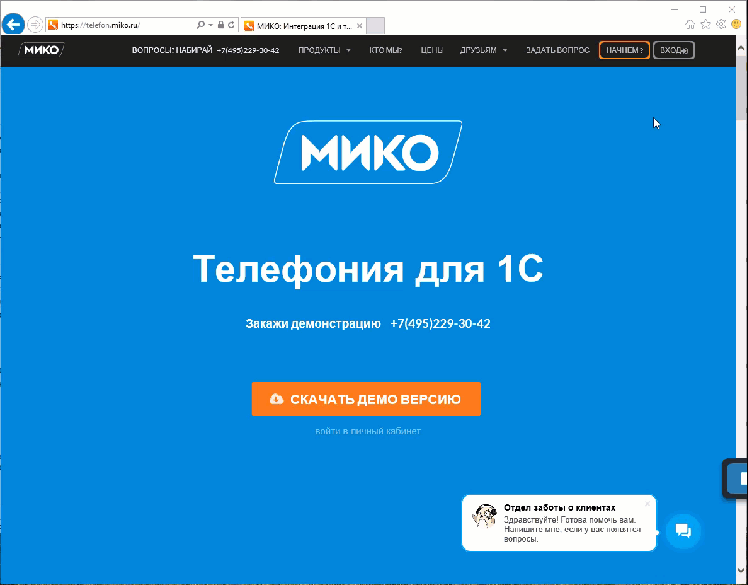 https://telefon.miko.ru/
МИКО: Интеграция 1С и т...
МИКО
ВОПРОСЫ? НАБИРАЙ +7(495)229-30-42
ПРОДУКТЫ
КТО МЫ?
ЦЕНЫ
ДРУЗЬЯМ
ЗАДАТЬ ВОПРОС
НАЧНЕМ ?
ВХОД
МИКО
Телефония для 1С
Закажи демонстрацию +7(495)229-30-42
СКАЧАТЬ ДЕМО ВЕРСИЮ
войти в личный кабинет
Отдел заботы о клиентах
Здравствуйте! Готова помочь вам.
Напишите мне, если у вас появятся
вопросы.